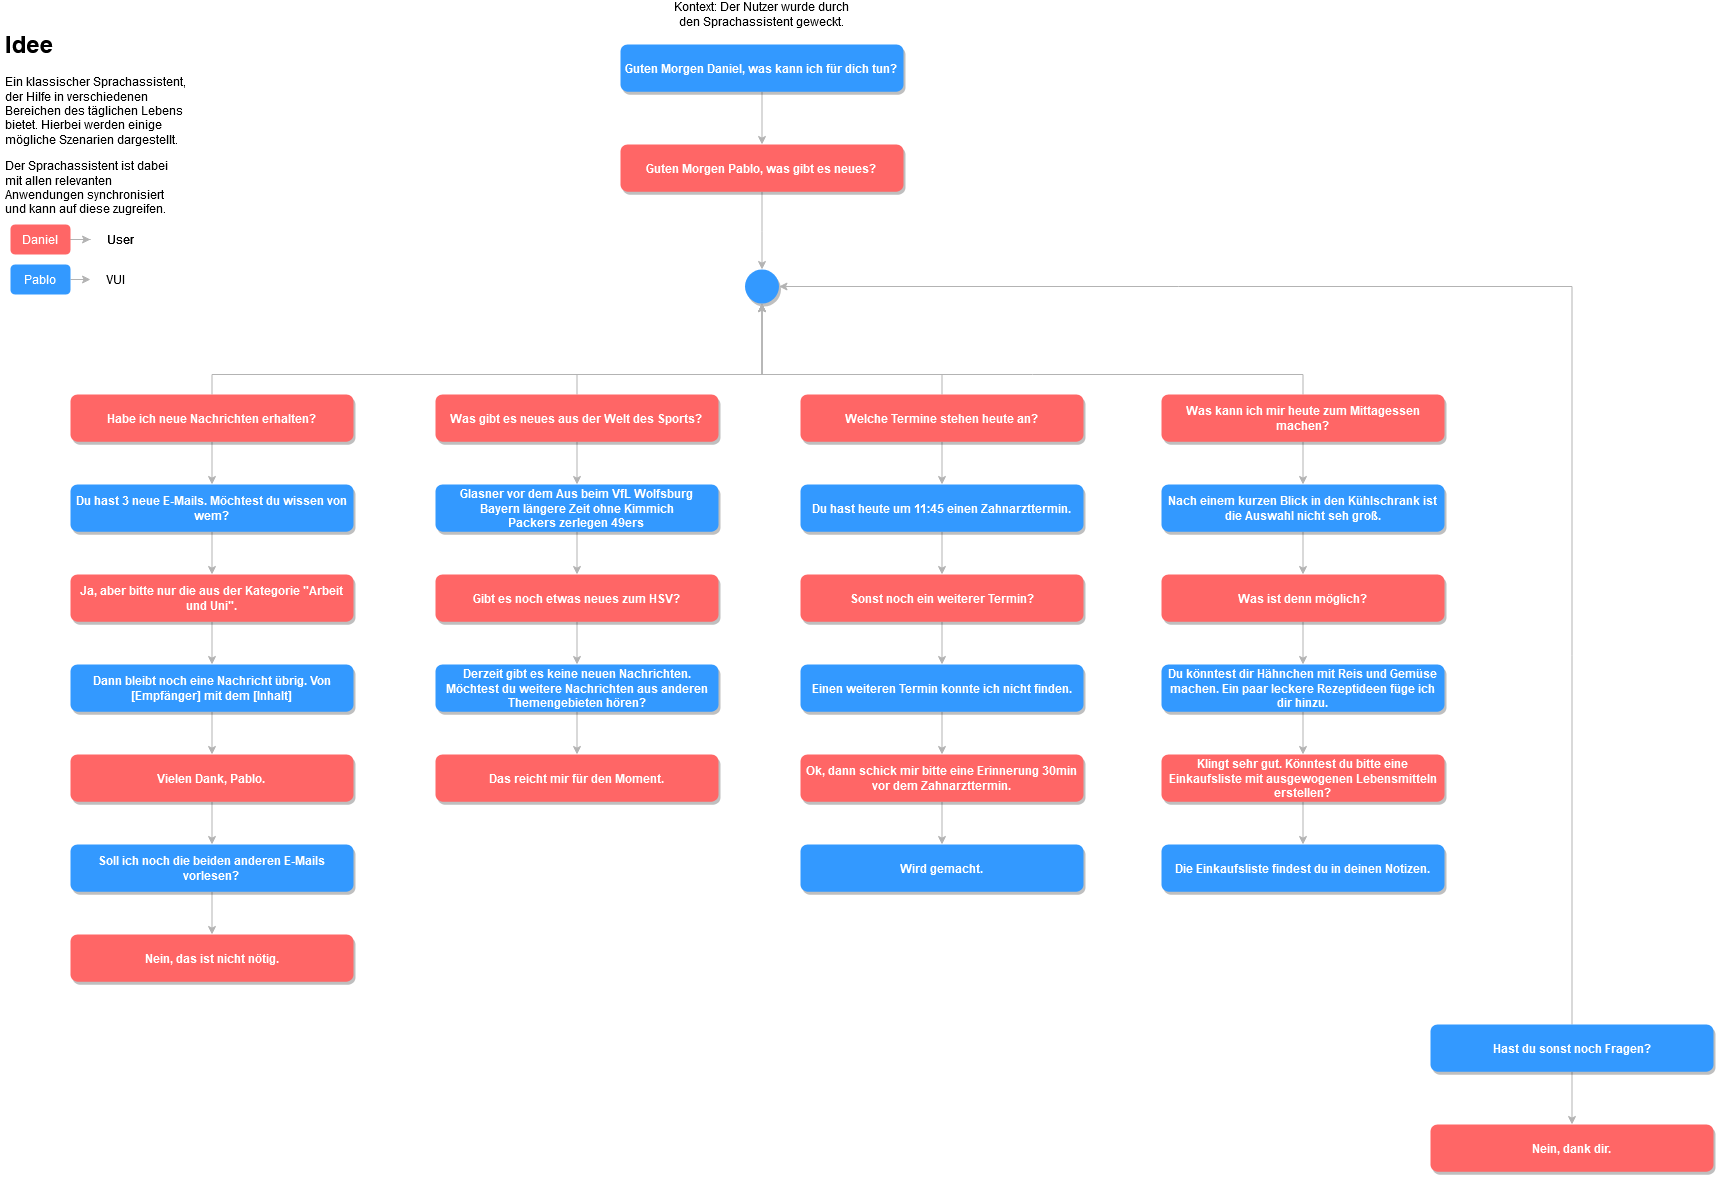 Kontext: Der Nutzer wurde durch
den Sprachassistent geweckt.
Idee
Ein klassischer Sprachassistent,
der Hilfe in verschiedenen
Bereichen des täglichen Lebens
bietet. Hierbei werden einige
mögliche Szenarien dargestellt.
Der Sprachassistent ist dabei
mit allen relevanten
Anwendungen synchronisiert
und kann auf diese zugreifen.
Daniel
User
Pablo
VUI
Guten Morgen Daniel, was kann ich für dich tun?
Guten Morgen Pablo, was gibt es neues?
Habe ich neue Nachrichten erhalten?
Du hast 3 neue E-Mails. Möchtest du wissen von
wem?
Ja, aber bitte nur die aus der Kategorie "Arbeit
und Uni".
Dann bleibt noch eine Nachricht übrig. Von
[Empfänger] mit dem [Inhalt]
Vielen Dank, Pablo.
Soll ich noch die beiden anderen E-Mails
vorlesen?
Nein, das ist nicht nötig.
Was gibt es neues aus der Welt des Sports?
Glasner vor dem Aus beim VfL Wolfsburg
Bayern längere Zeit ohne Kimmich
Packers zerlegen 49ers
Gibt es noch etwas neues zum HSV?
Derzeit gibt es keine neuen Nachrichten.
Möchtest du weitere Nachrichten aus anderen
Themengebieten hören?
Das reicht mir für den Moment.
Welche Termine stehen heute an?
Du hast heute um 11:45 einen Zahnarzttermin.
Sonst noch ein weiterer Termin?
Einen weiteren Termin konnte ich nicht finden.
Ok, dann schick mir bitte eine Erinnerung 30min
vor dem Zahnarzttermin.
Wird gemacht.
Was kann ich mir heute zum Mittagessen
machen?
Nach einem kurzen Blick in den Kühlschrank ist
die Auswahl nicht seh groß.
Was ist denn möglich?
Du könntest dir Hähnchen mit Reis und Gemüse
machen. Ein paar leckere Rezeptideen füge ich
dir hinzu.
Klingt sehr gut. Könntest du bitte eine
Einkaufsliste mit ausgewogenen Lebensmitteln
erstellen?
Die Einkaufsliste findest du in deinen Notizen.
Hast du sonst noch Fragen?
Nein, dank dir.